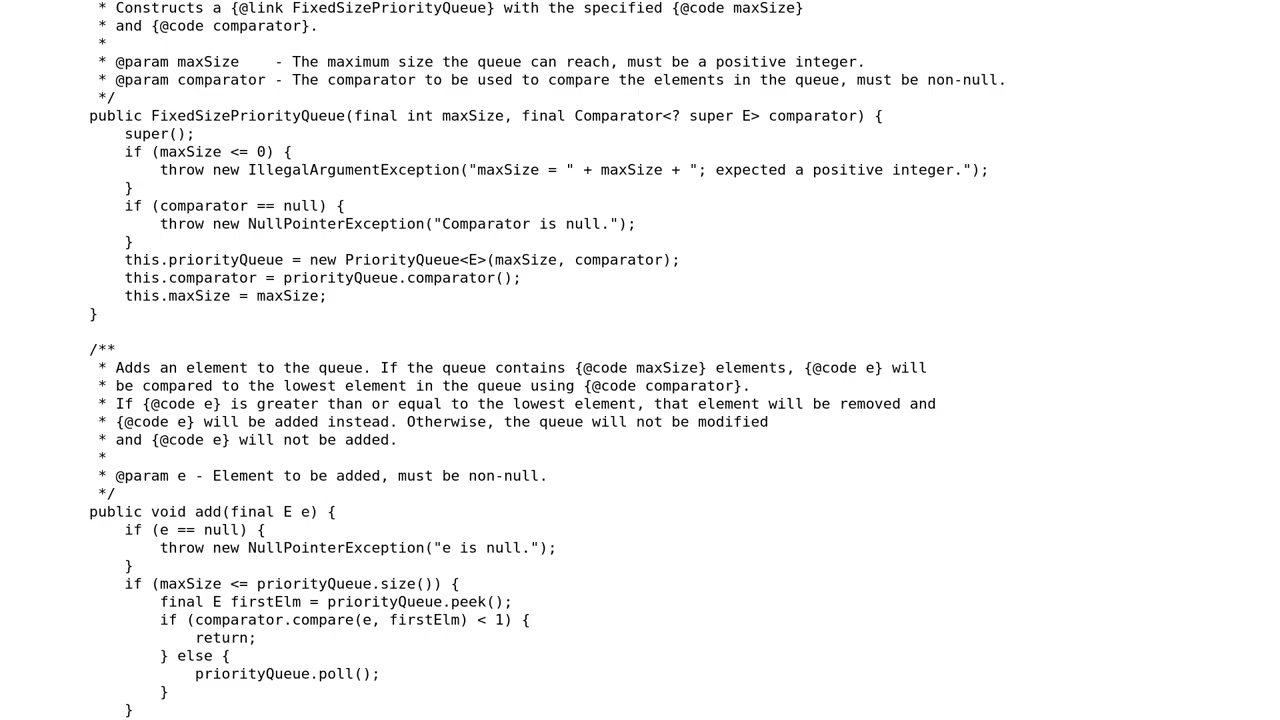 * Constructs a {@link FixedSizePriorityQueue} with the specified {@code maxSize}
 * and {@code comparator}.
 *
 * @param maxSize    - The maximum size the queue can reach, must be a positive integer.
 * @param comparator - The comparator to be used to compare the elements in the queue, must be non-null.
 */
public FixedSizePriorityQueue(final int maxSize, final Comparator<? super E> comparator) {
    super();
    if (maxSize <= 0) {
        throw new IllegalArgumentException("maxSize = " + maxSize + "; expected a positive integer.");
    }
    if (comparator == null) {
        throw new NullPointerException("Comparator is null.");
    }
    this.priorityQueue = new PriorityQueue<E>(maxSize, comparator);
    this.comparator = priorityQueue.comparator();
    this.maxSize = maxSize;
}

/**
 * Adds an element to the queue. If the queue contains {@code maxSize} elements, {@code e} will
 * be compared to the lowest element in the queue using {@code comparator}.
 * If {@code e} is greater than or equal to the lowest element, that element will be removed and
 * {@code e} will be added instead. Otherwise, the queue will not be modified
 * and {@code e} will not be added.
 *
 * @param e - Element to be added, must be non-null.
 */
public void add(final E e) {
    if (e == null) {
        throw new NullPointerException("e is null.");
    }
    if (maxSize <= priorityQueue.size()) {
        final E firstElm = priorityQueue.peek();
        if (comparator.compare(e, firstElm) < 1) {
            return;
        } else {
            priorityQueue.poll();
        }
    }